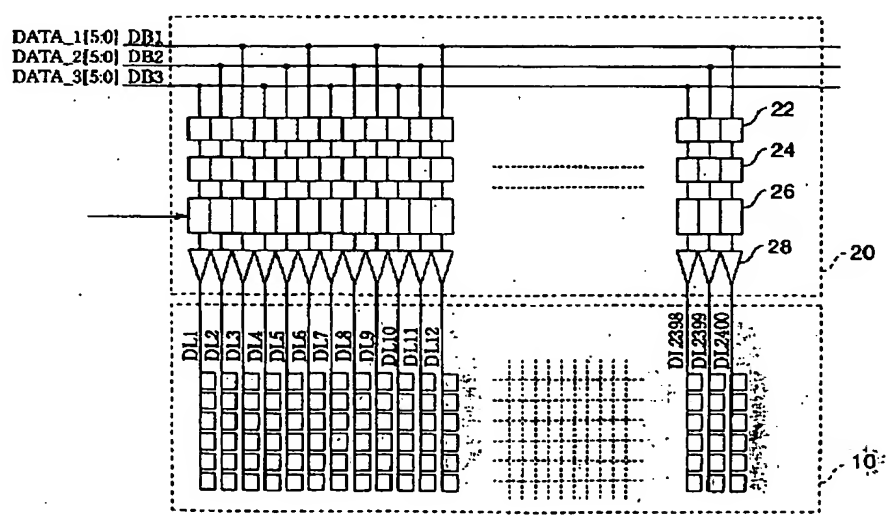 DATA_1[5:0] DB1
DATA_2[5:0] DB2
DATA_3[5:0] DB3
22
24
26
28
20
DL1
DL2
DL3
DL4
DL5
DL6
DL7
DL8
DL9
DL10
DL11
DL12
DL2398
DL2399
DL2400
10